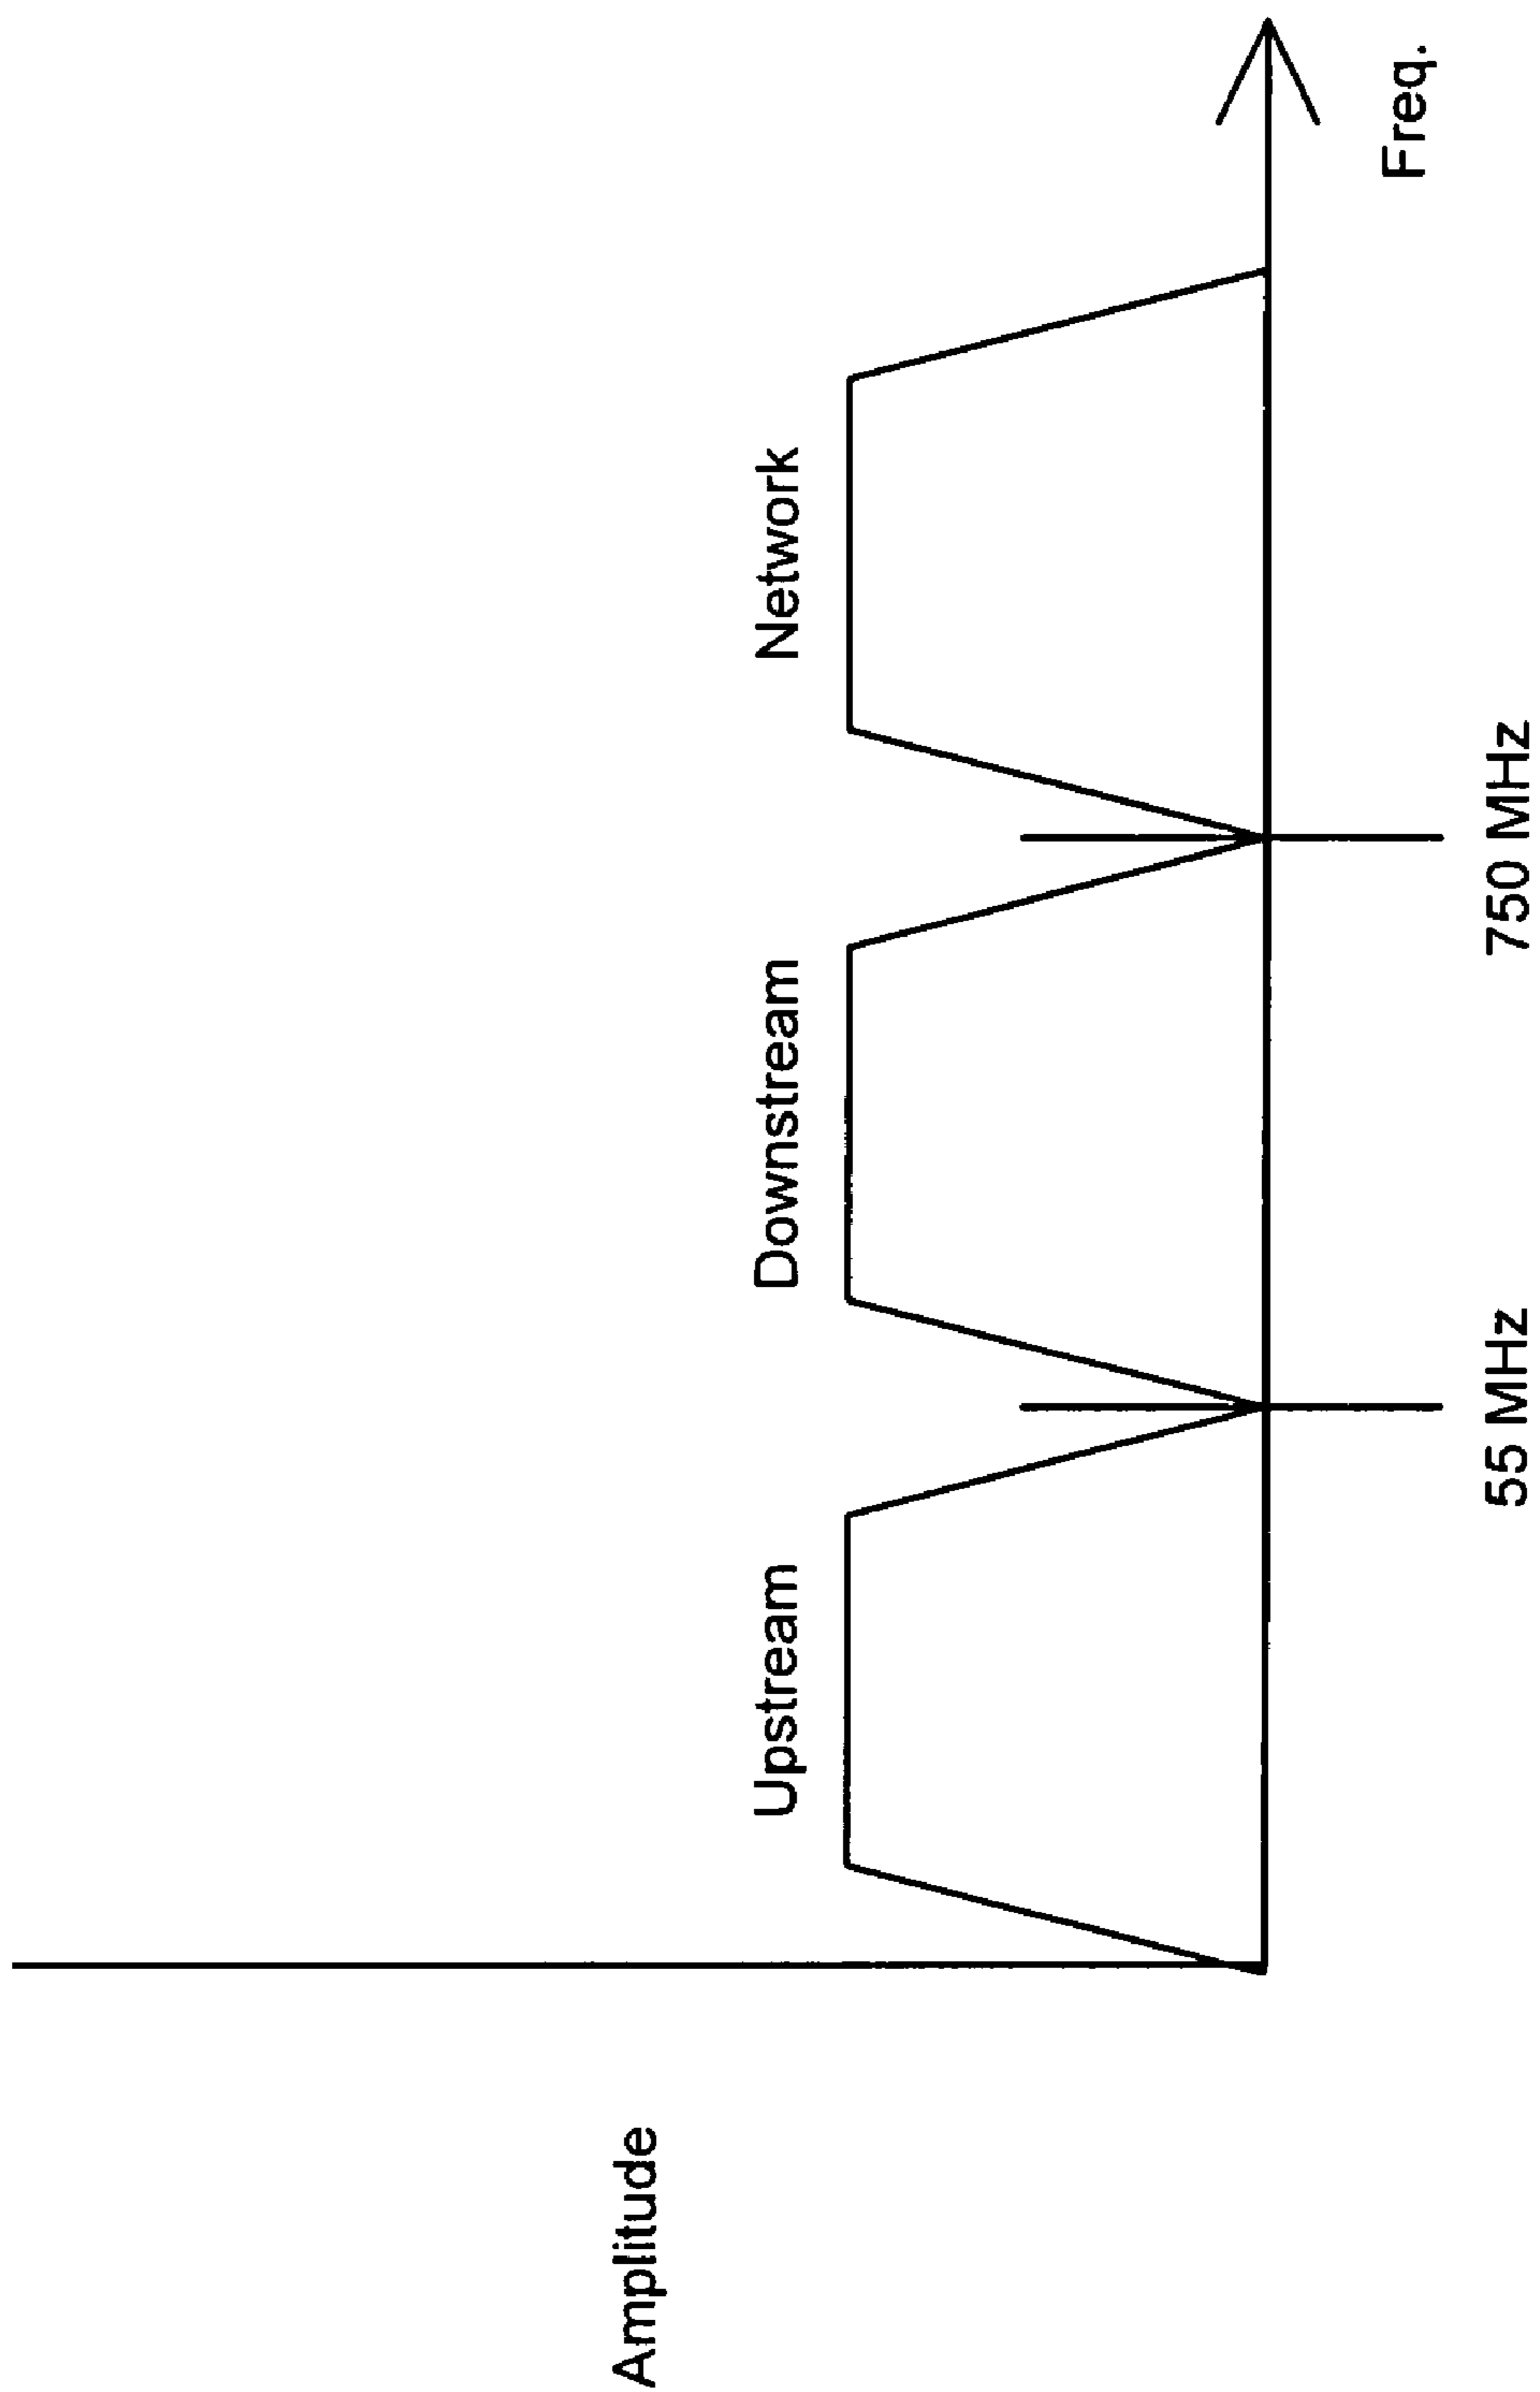 Amplitude
Upstream
Downstream
Network
55 MHz
750 MHz
Freq.